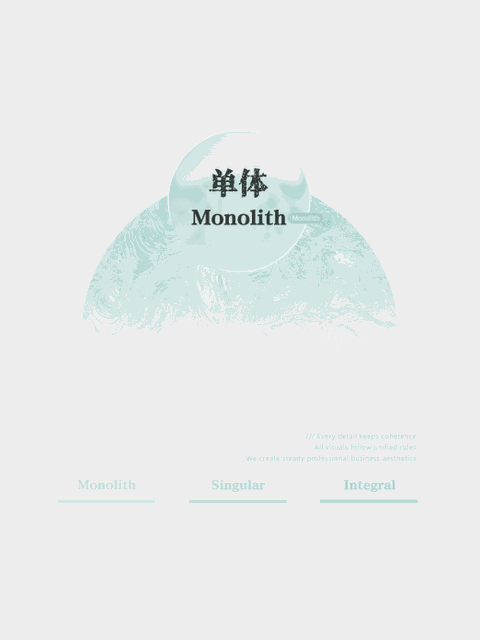 单体
Monolith Monolids
/// Every detail keeps coherence
All visuals follow unified rules
We create steady professional business aesthetics
Monolith Singular Integral